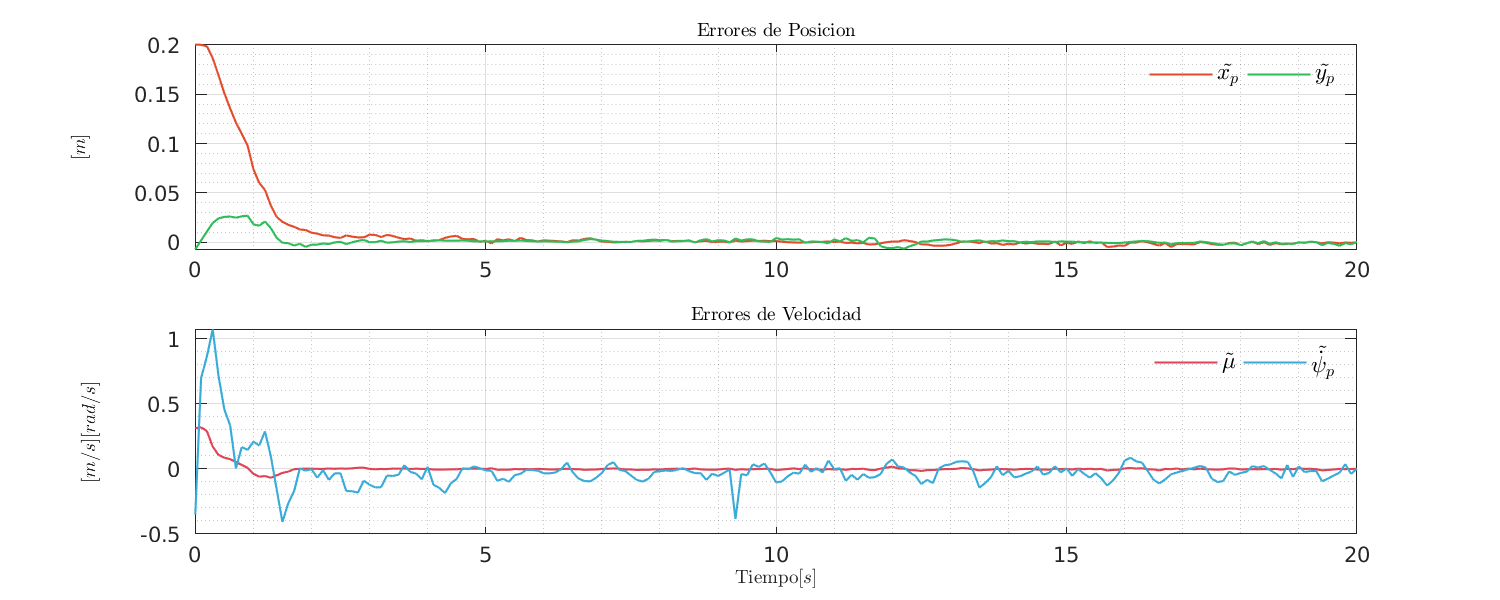 Errores de Posicion
0.2
0.15
0.1
0.05
0
[m]
x̃ₚ ỹₚ
0 5 10 15 20
Errores de Velocidad
1
0.5
0
-0.5
[m/s][rad/s]
μ̃ ψ̇̃ₚ
0 5 10 15 20
Tiempo[s]